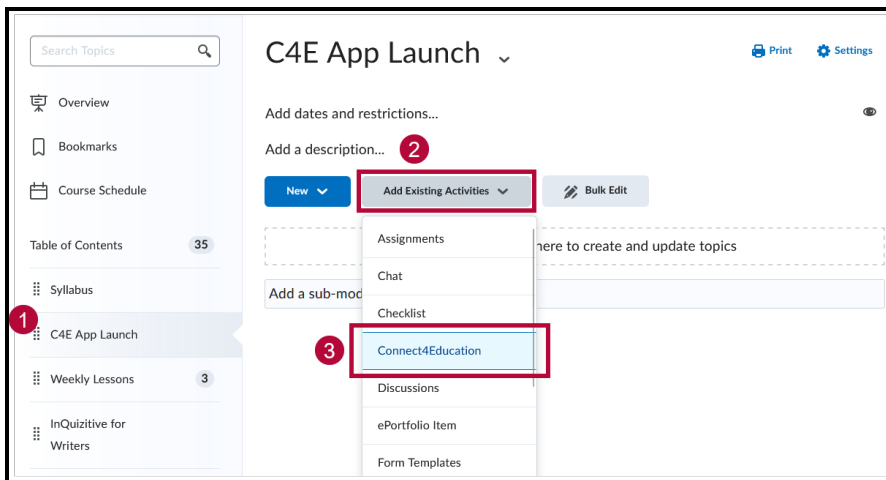 Search Topics
Overview
Bookmarks
Course Schedule
Table of Contents 35
Syllabus
1
C4E App Launch
Weekly Lessons 3
InQuizitive for
Writers
C4E App Launch
Print Settings
Add dates and restrictions...
Add a description... 2
New Add Existing Activities Bulk Edit
here to create and update topics
Add a sub-mod
Assignments
Chat
Checklist
3 Connect4Education
Discussions
ePortfolio Item
Form Templates